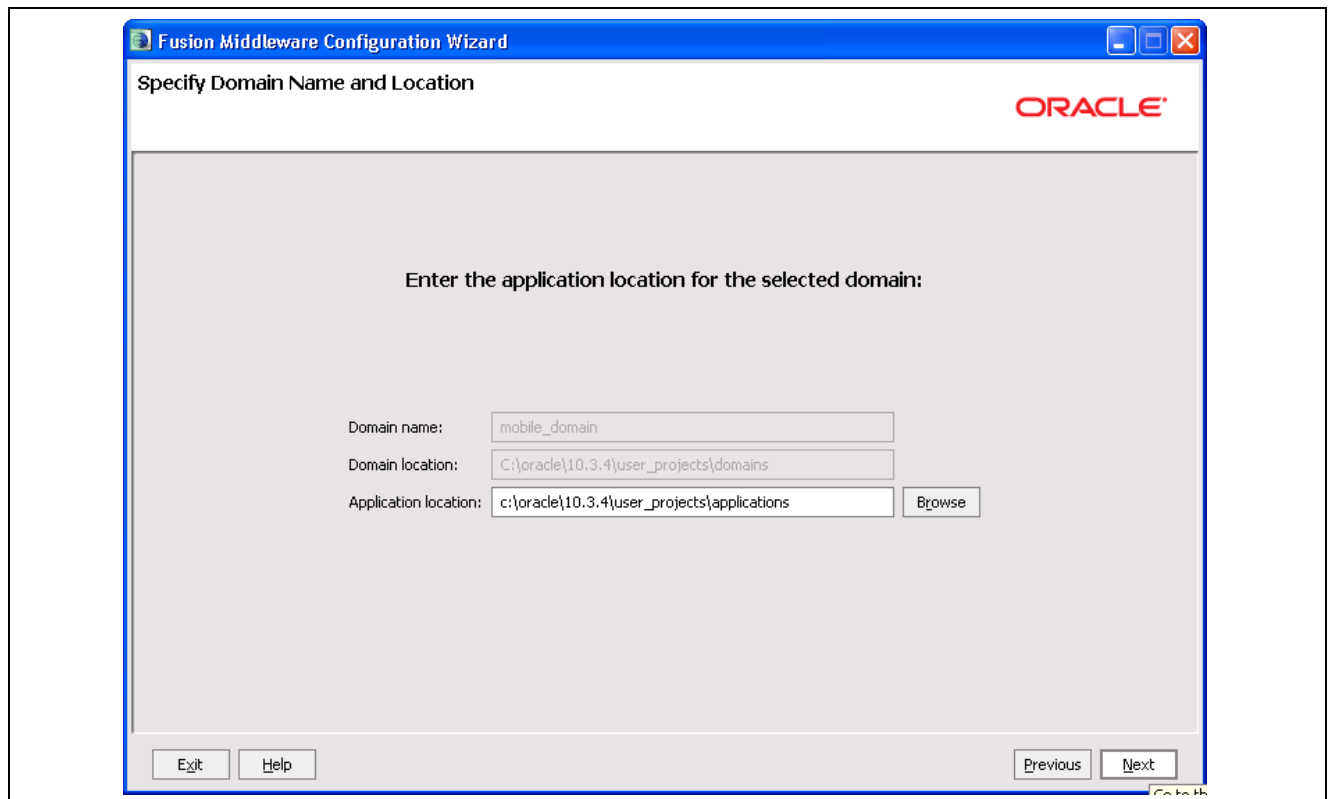 Fusion Middleware Configuration Wizard
Specify Domain Name and Location
ORACLE
Enter the application location for the selected domain:
Domain name: mobile_domain
Domain location: C:\oracle\10.3.4\user_projects\domains
Application location: c:\oracle\10.3.4\user_projects\applications Browse
Exit Help Previous Next